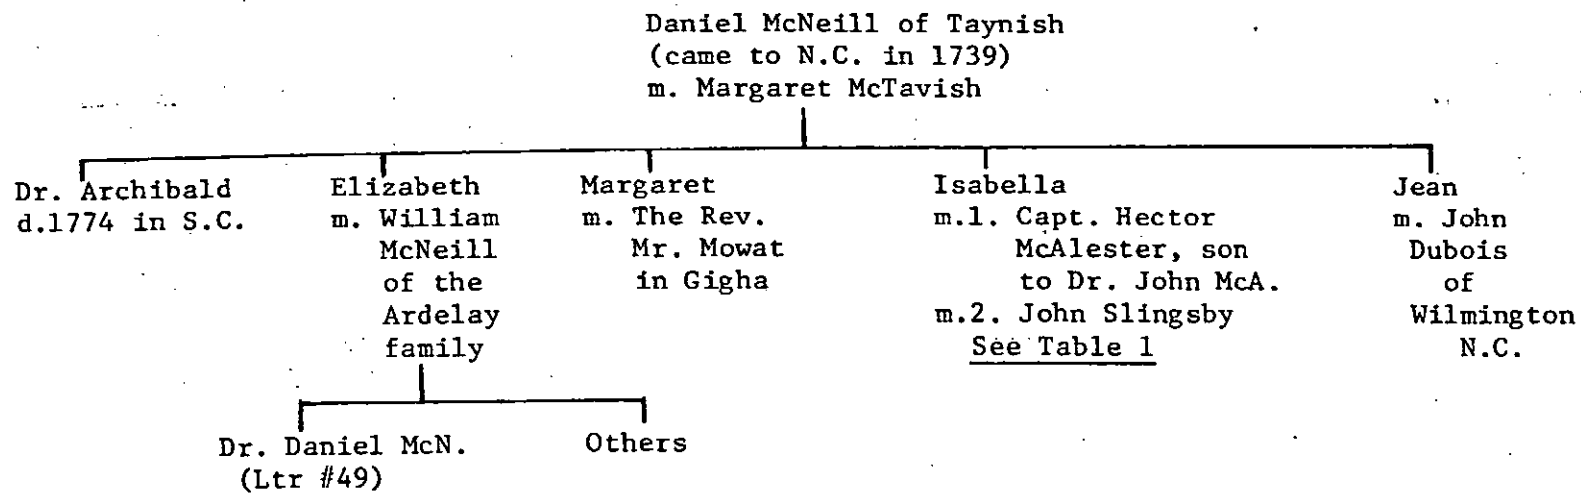 Daniel McNeill of Taynish
(came to N.C. in 1739)
m. Margaret McTavish
Dr. Archibald
d.1774 in S.C.
Elizabeth
m. William
McNeill
of the
Ardelay
family
Margaret
m. The Rev.
Mr. Mowat
in Gigha
Isabella
m.1. Capt. Hector
McAlester, son
to Dr. John McA.
m.2. John Slingsby
See Table 1
Jean
m. John
Dubois
of
Wilmington
N.C.
Dr. Daniel McN.
(Ltr #49)
Others